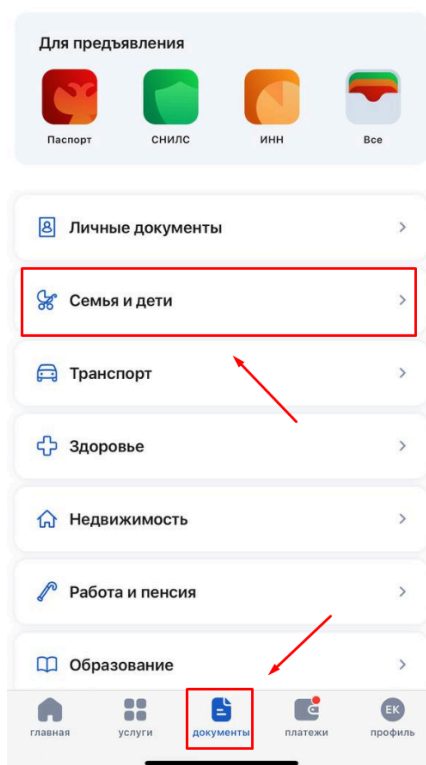 Для предъявления
Паспорт СНИЛС ИНН Все
Личные документы
Семья и дети
Транспорт
Здоровье
Недвижимость
Работа и пенсия
Образование
ЕК
главная услуги документы платежи профиль